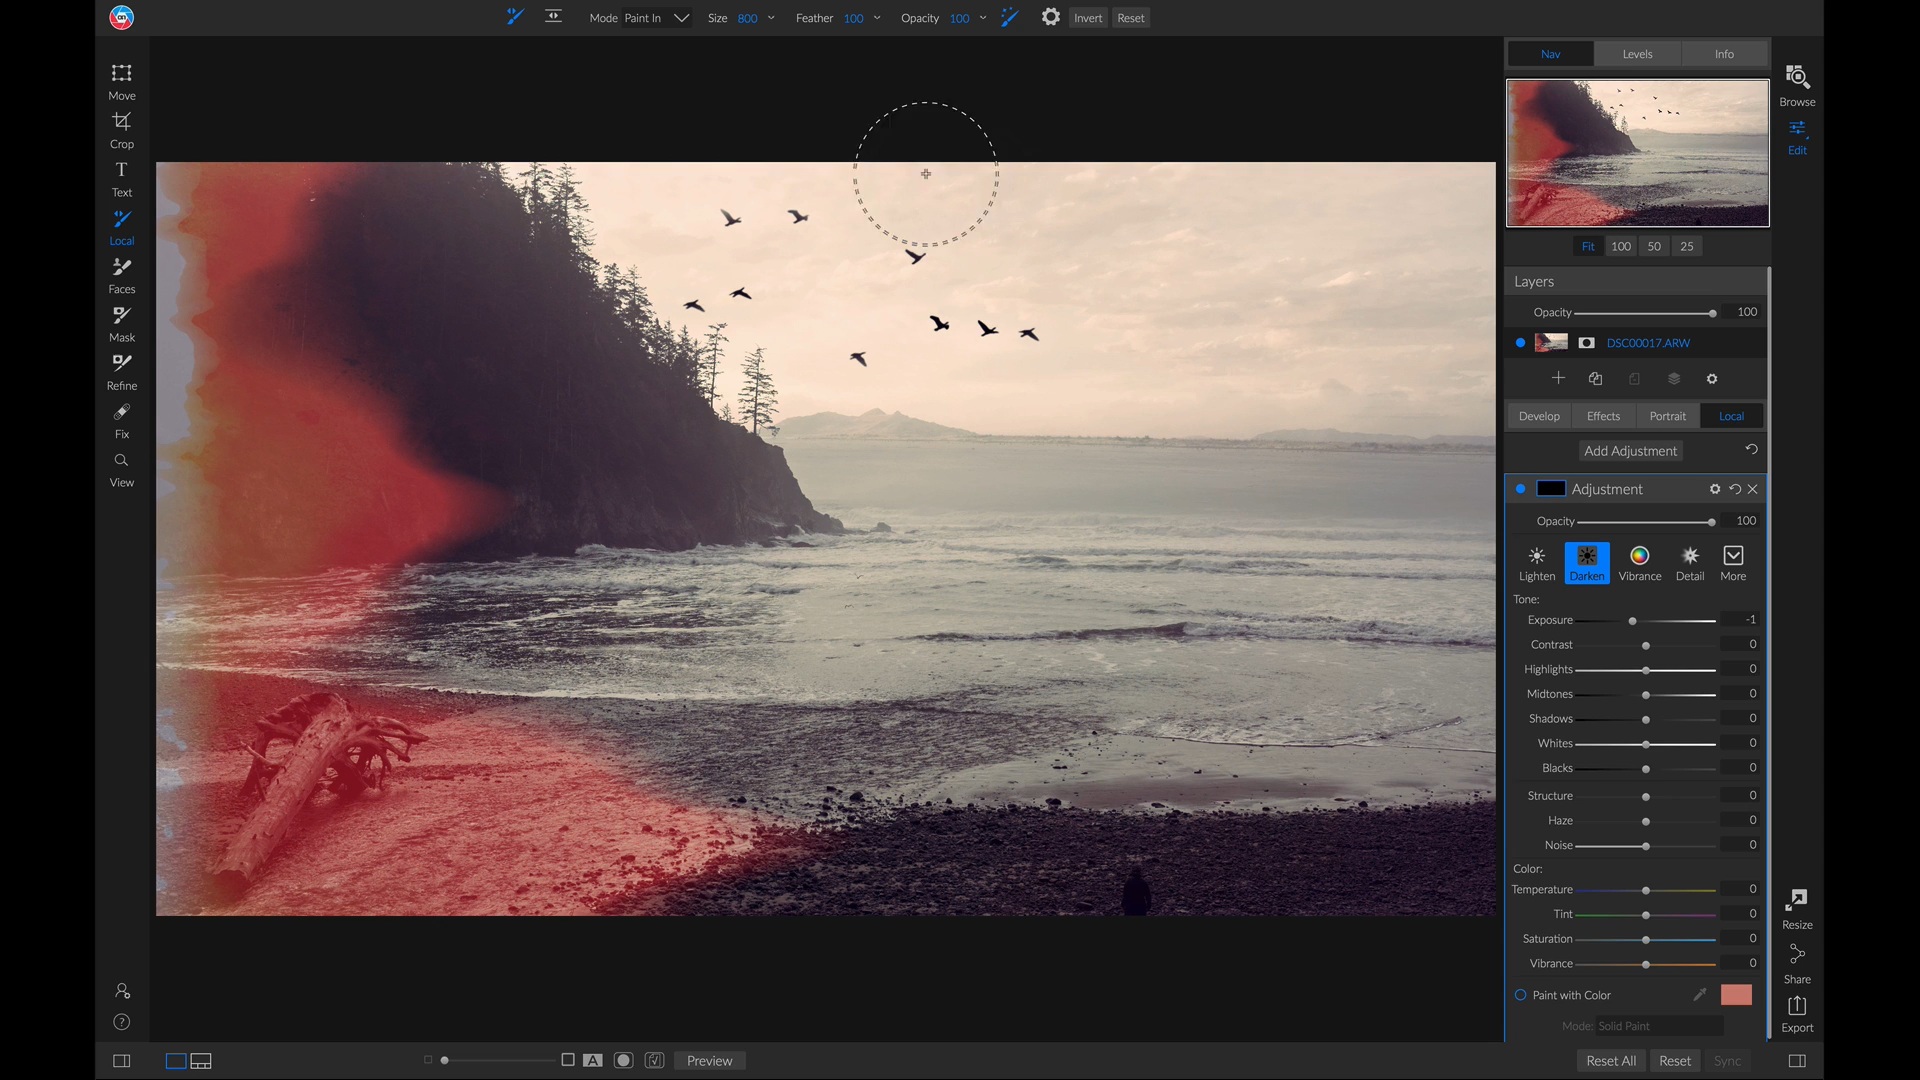 ON
Mode Paint In Size 800 Feather 100 Opacity 100 Invert Reset
Move
Crop
Text
Local
Faces
Mask
Refine
Fix
View
Nav Levels Info
Fit 100 50 25
Layers
Opacity 100
DSC00017.ARW
Develop Effects Portrait Local
Add Adjustment
Adjustment
Opacity 100
Lighten Darken Vibrance Detail More
Tone:
Exposure -1
Contrast 0
Highlights 0
Midtones 0
Shadows 0
Whites 0
Blacks 0
Structure 0
Haze 0
Noise 0
Color:
Temperature 0
Tint 0
Saturation 0
Vibrance 0
Paint with Color
Mode: Solid Paint
Browse
Edit
Resize
Share
Export
A Preview
Reset All Reset Sync